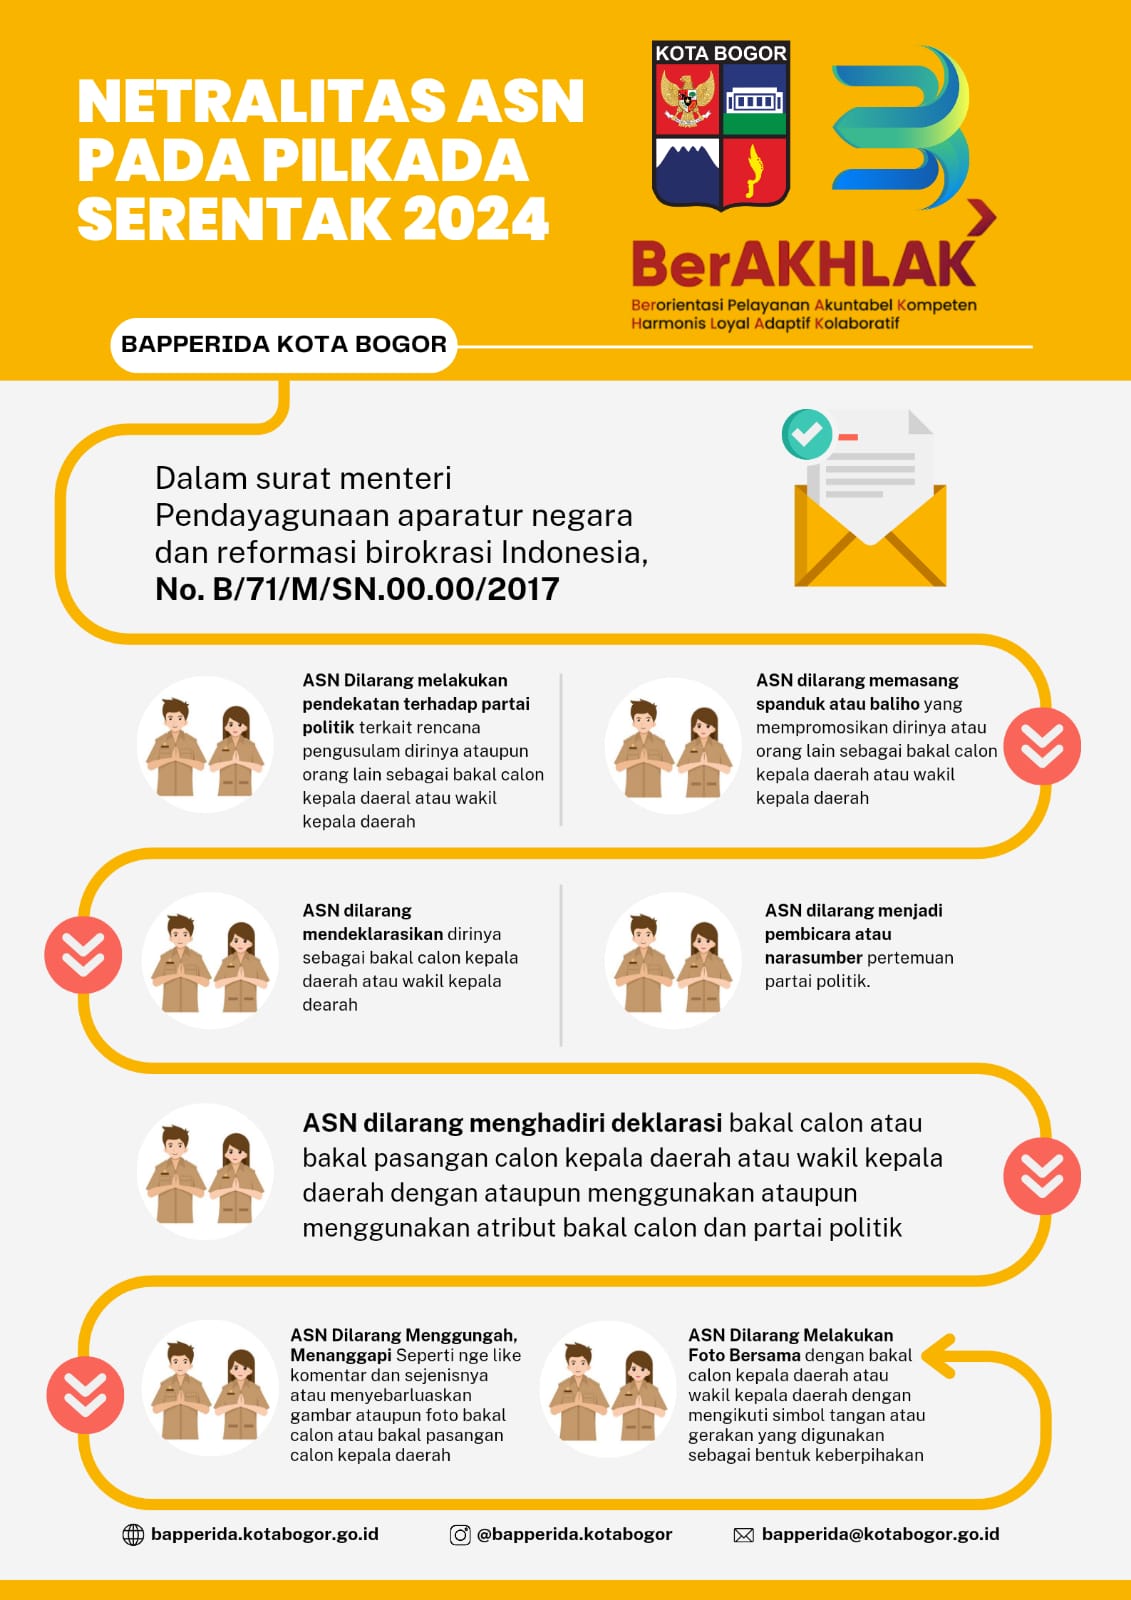 NETRALITAS ASN
PADA PILKADA
SERENTAK 2024
KOTA BOGOR
BerAKHLAK
Berorientasi Pelayanan Akuntabel Kompeten
Harmonis Loyal Adaptif Kolaboratif
BAPPERIDA KOTA BOGOR
Dalam surat menteri
Pendayagunaan aparatur negara
dan reformasi birokrasi Indonesia,
No. B/71/M/SN.00.00/2017
ASN Dilarang melakukan
pendekatan terhadap partai
politik terkait rencana
pengusulam dirinya ataupun
orang lain sebagai bakal calon
kepala daeral atau wakil
kepala daerah
ASN dilarang memasang
spanduk atau baliho yang
mempromosikan dirinya atau
orang lain sebagai bakal calon
kepala daerah atau wakil
kepala daerah
ASN dilarang
mendeklarasikan dirinya
sebagai bakal calon kepala
daerah atau wakil kepala
dearah
ASN dilarang menjadi
pembicara atau
narasumber pertemuan
partai politik.
ASN dilarang menghadiri deklarasi bakal calon atau
bakal pasangan calon kepala daerah atau wakil kepala
daerah dengan ataupun menggunakan ataupun
menggunakan atribut bakal calon dan partai politik
ASN Dilarang Menggungah,
Menanggapi Seperti nge like
komentar dan sejenisnya
atau menyebarluaskan
gambar ataupun foto bakal
calon atau bakal pasangan
calon kepala daerah
ASN Dilarang Melakukan
Foto Bersama dengan bakal
calon kepala daerah atau
wakil kepala daerah dengan
mengikuti simbol tangan atau
gerakan yang digunakan
sebagai bentuk keberpihakan
bapperida.kotabogor.go.id
@bapperida.kotabogor
bapperida@kotabogor.go.id